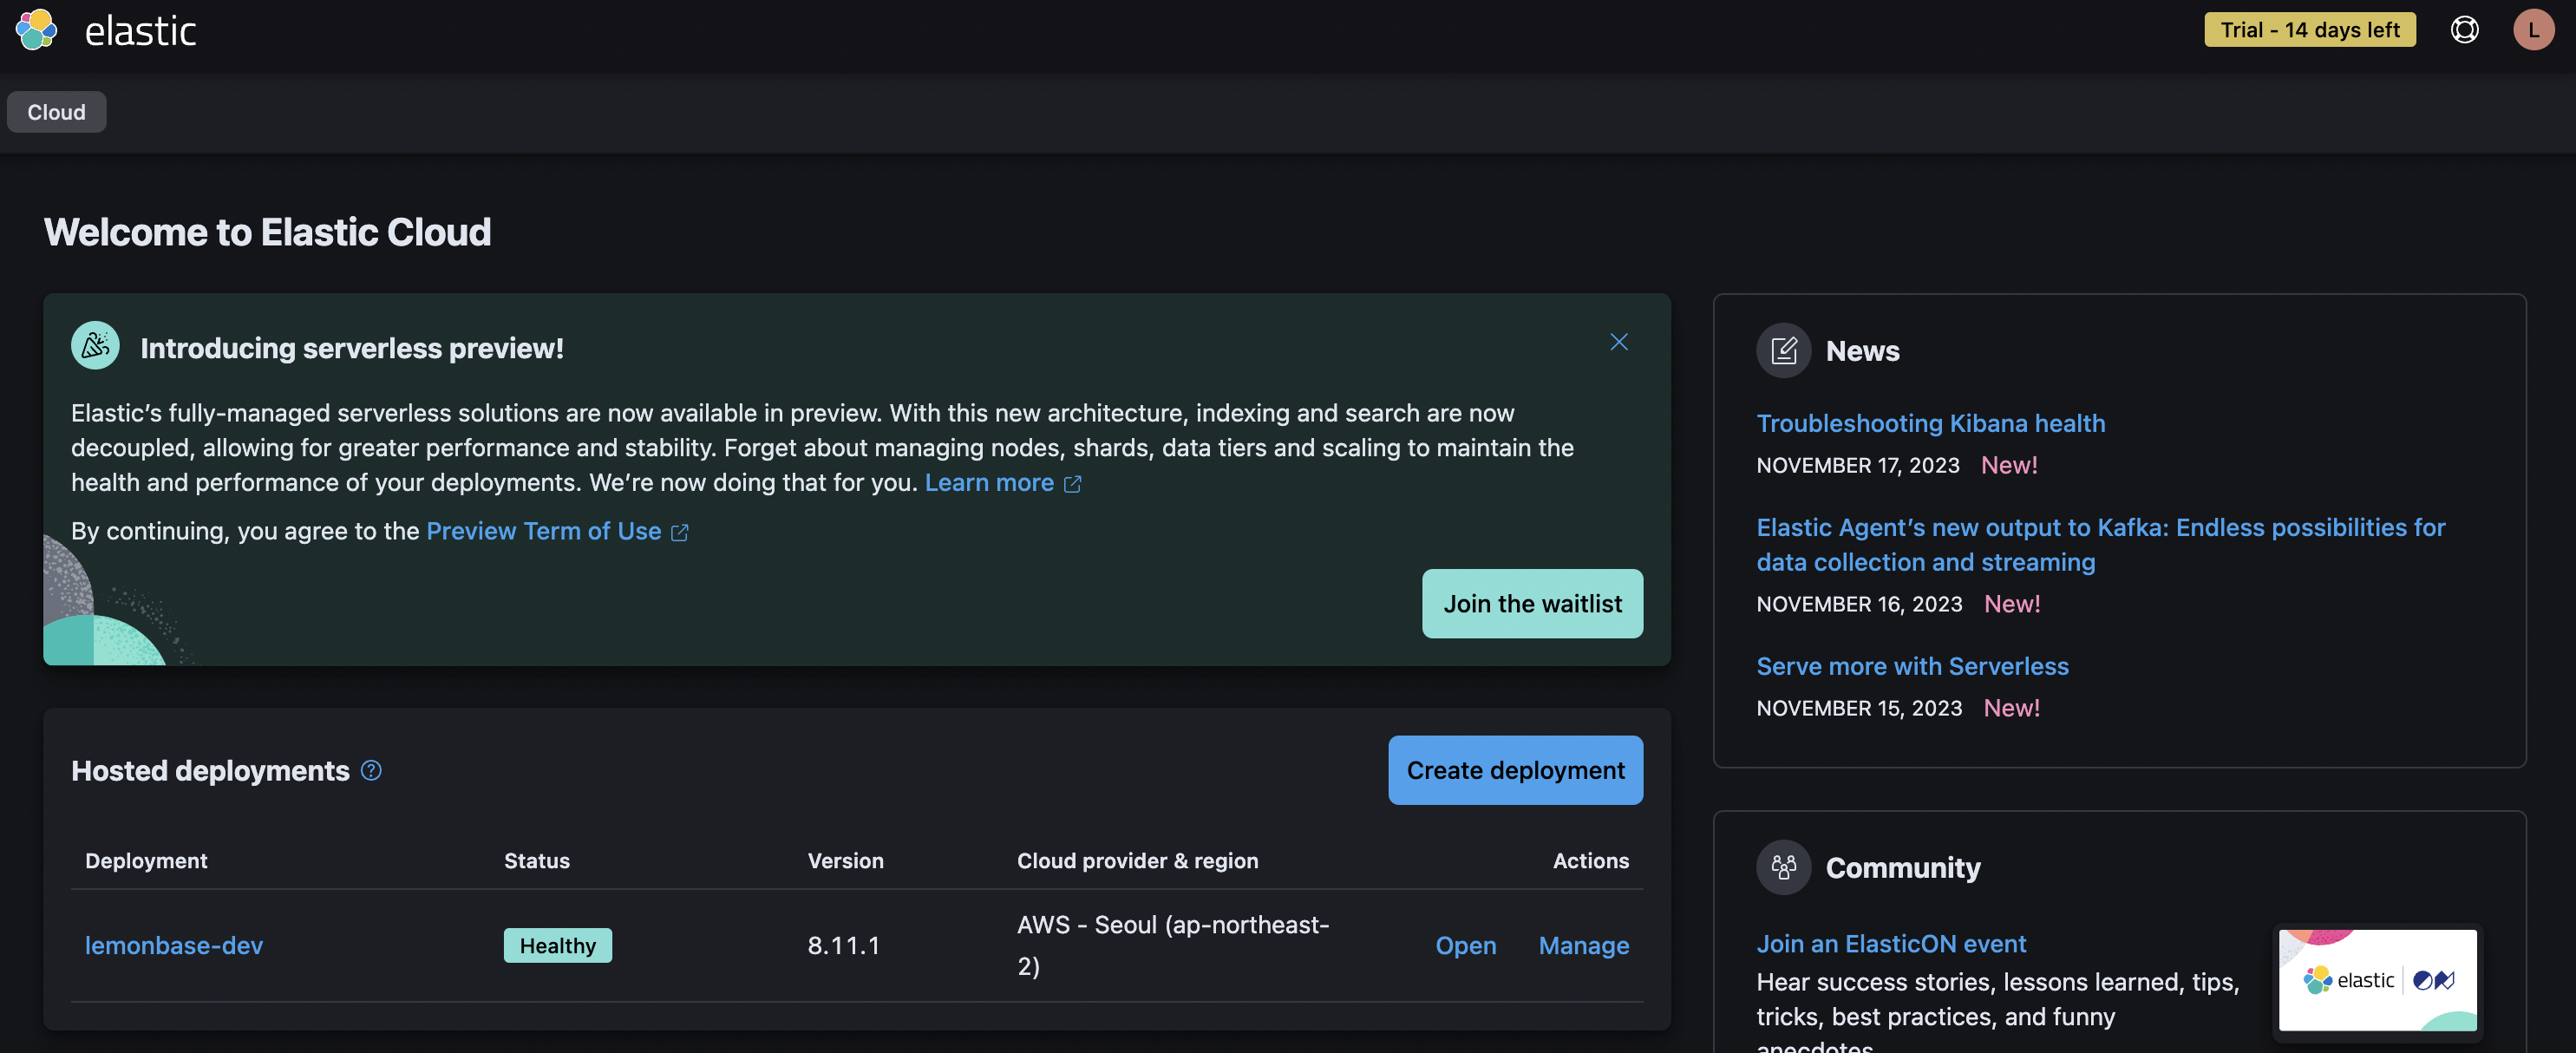 elastic
Trial - 14 days left
L
Cloud
Welcome to Elastic Cloud
Introducing serverless preview!
Elastic's fully-managed serverless solutions are now available in preview. With this new architecture, indexing and search are now
decoupled, allowing for greater performance and stability. Forget about managing nodes, shards, data tiers and scaling to maintain the
health and performance of your deployments. We're now doing that for you. Learn more
By continuing, you agree to the Preview Term of Use
Join the waitlist
Hosted deployments
Create deployment
Deployment Status Version Cloud provider & region Actions
lemonbase-dev Healthy 8.11.1 AWS - Seoul (ap-northeast-
2) Open Manage
News
Troubleshooting Kibana health
NOVEMBER 17, 2023 New!
Elastic Agent's new output to Kafka: Endless possibilities for
data collection and streaming
NOVEMBER 16, 2023 New!
Serve more with Serverless
NOVEMBER 15, 2023 New!
Community
Join an ElasticON event
Hear success stories, lessons learned, tips,
tricks, best practices, and funny
anecdotes
elastic ON